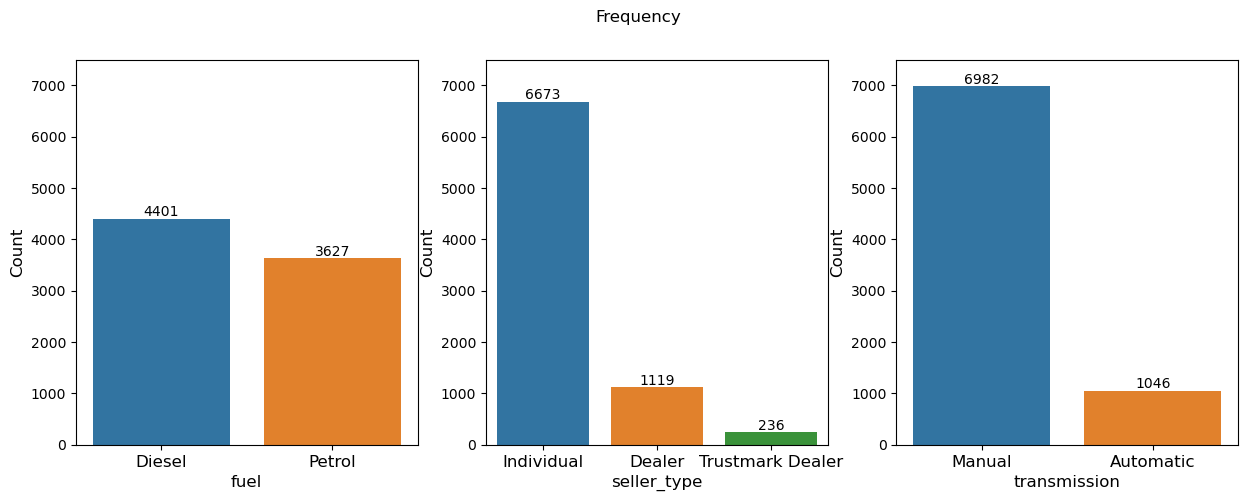 Frequency
7000
6000
5000
4000
3000
2000
1000
0
Count
4401
3627
Diesel
Petrol
fuel
7000
6000
5000
4000
3000
2000
1000
0
Count
6673
1119
236
Individual
Dealer
Trustmark Dealer
seller_type
7000
6000
5000
4000
3000
2000
1000
0
Count
6982
1046
Manual
Automatic
transmission